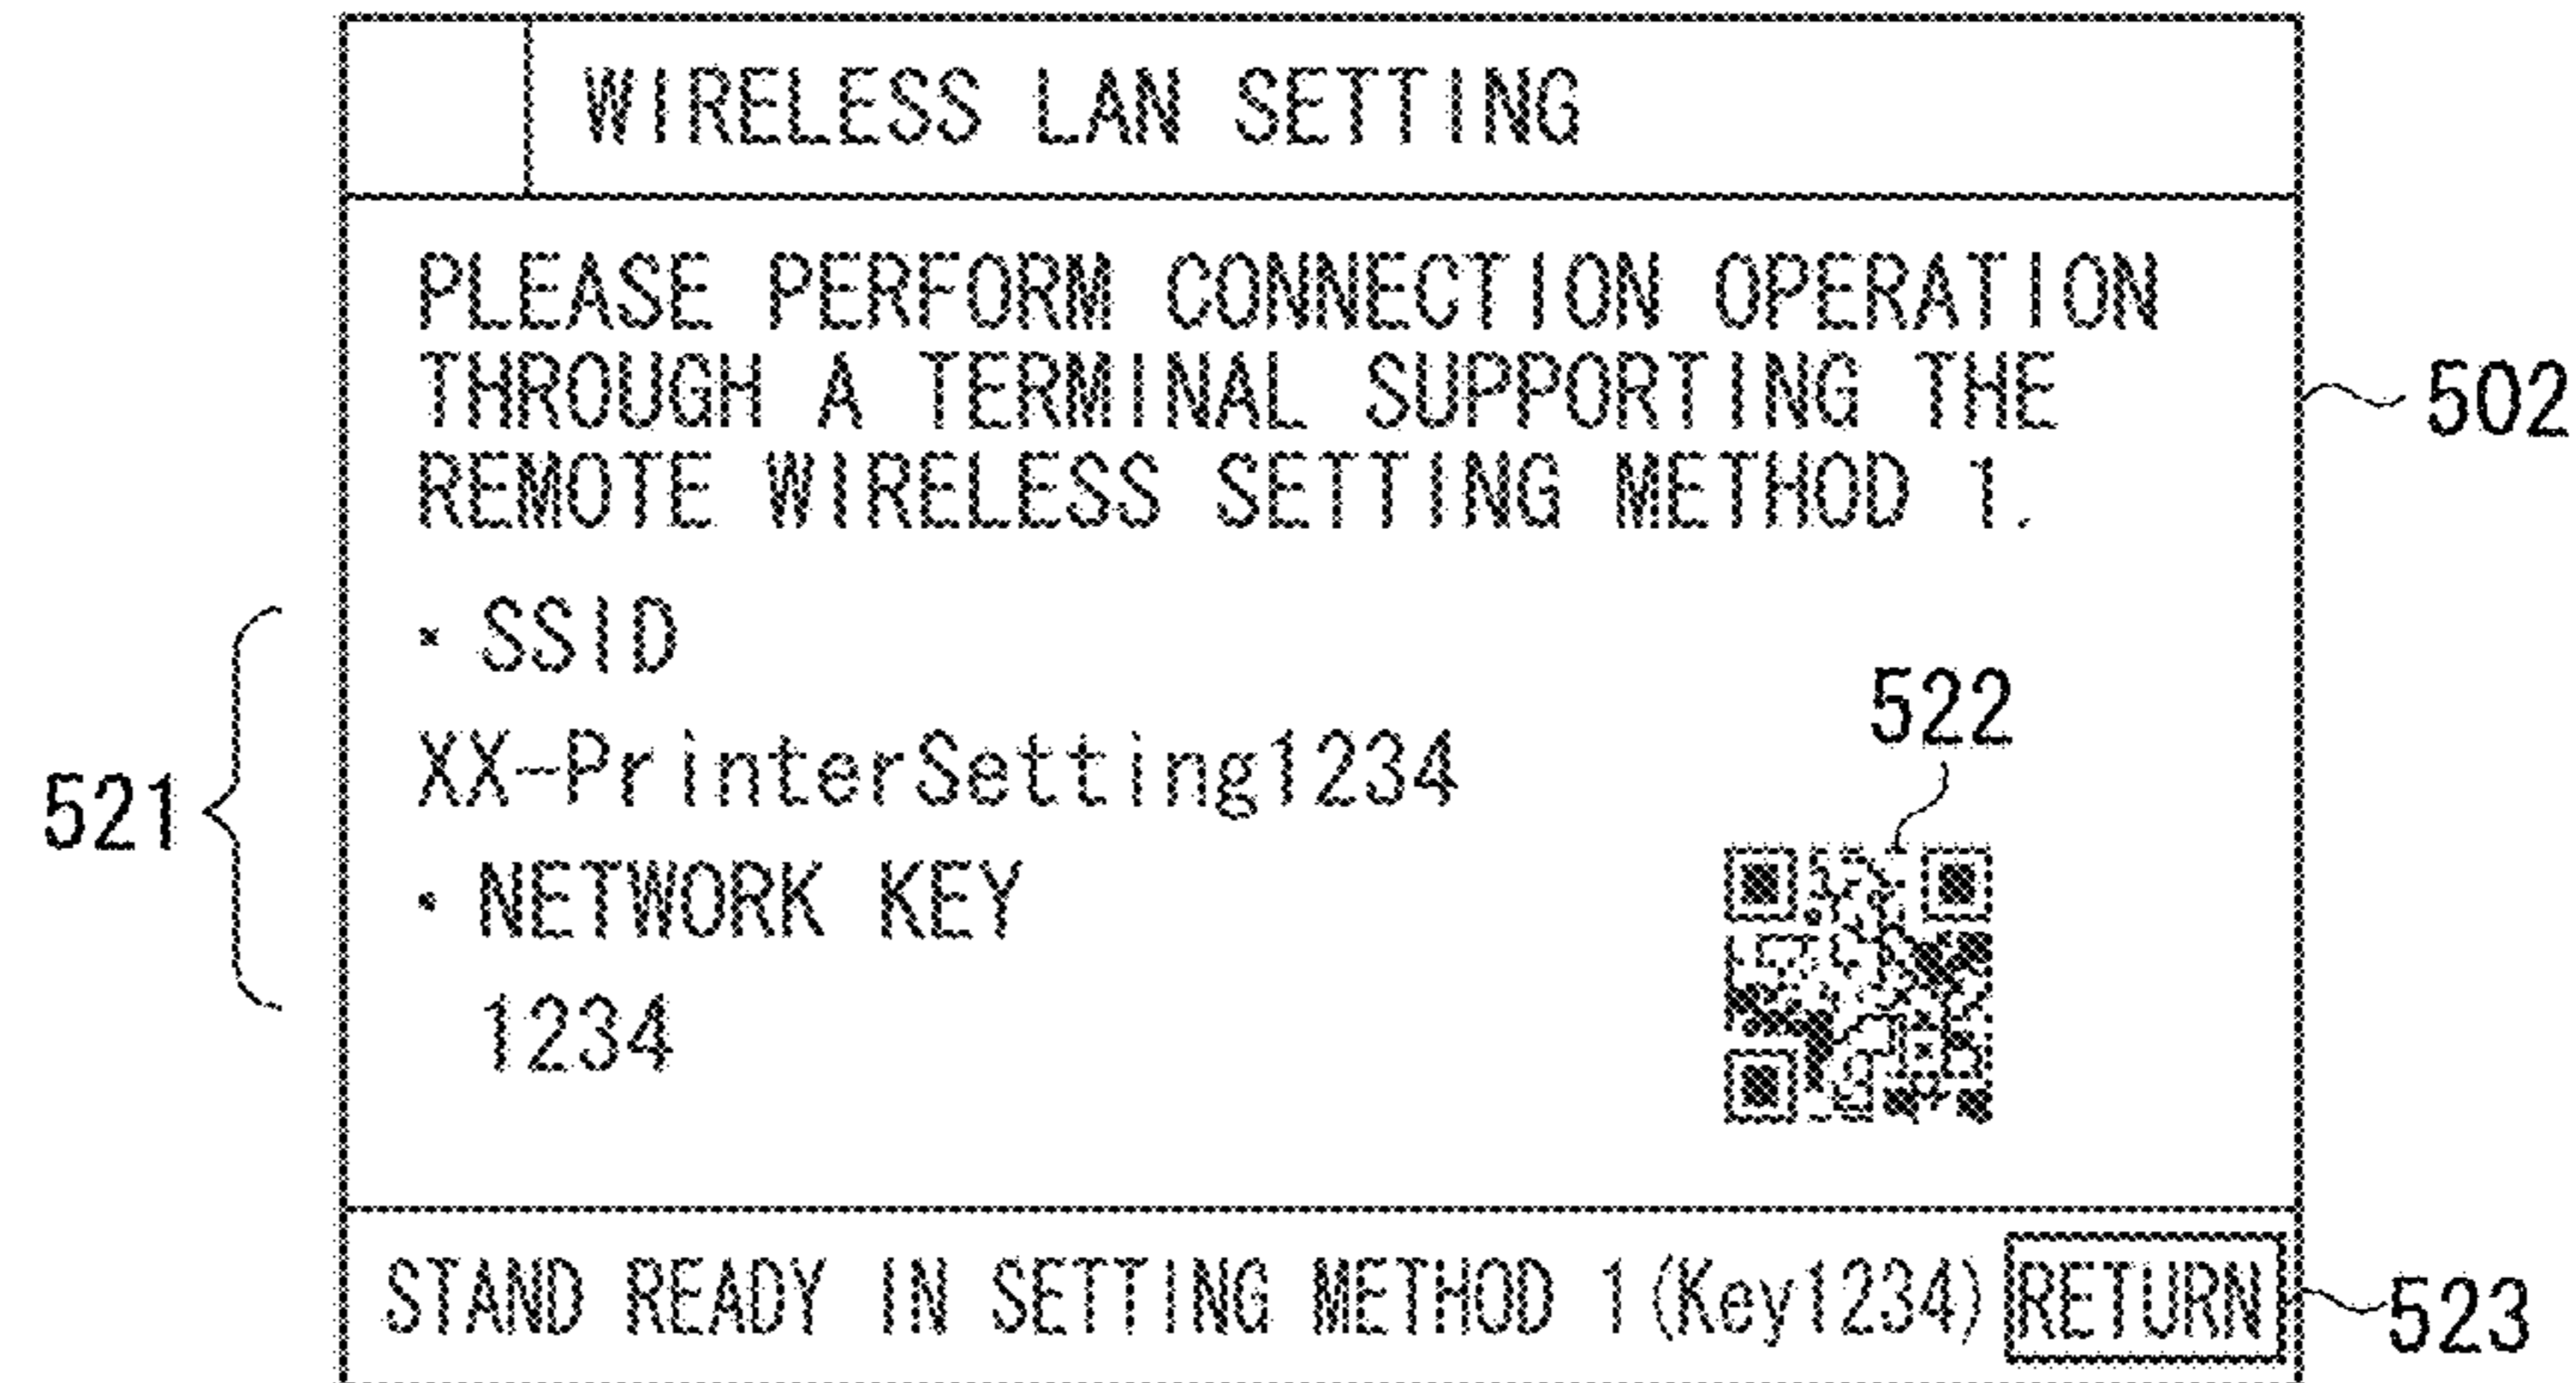 WIRELESS LAN SETTING
PLEASE PERFORM CONNECTION OPERATION
THROUGH A TERMINAL SUPPORTING THE
REMOTE WIRELESS SETTING METHOD 1.
502
・SSID
XX-PrinterSetting1234
521
522
・NETWORK KEY
1234
STAND READY IN SETTING METHOD 1(Key1234) RETURN
523